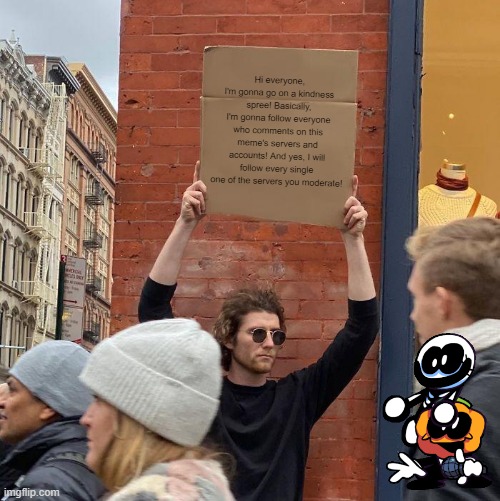 Hi everyone,
I'm gonna go on a kindness
spree! Basically,
I'm gonna follow everyone
who comments on this
meme's servers and
accounts! And yes, I will
follow every single
one of the servers you moderate!
imgflip.com